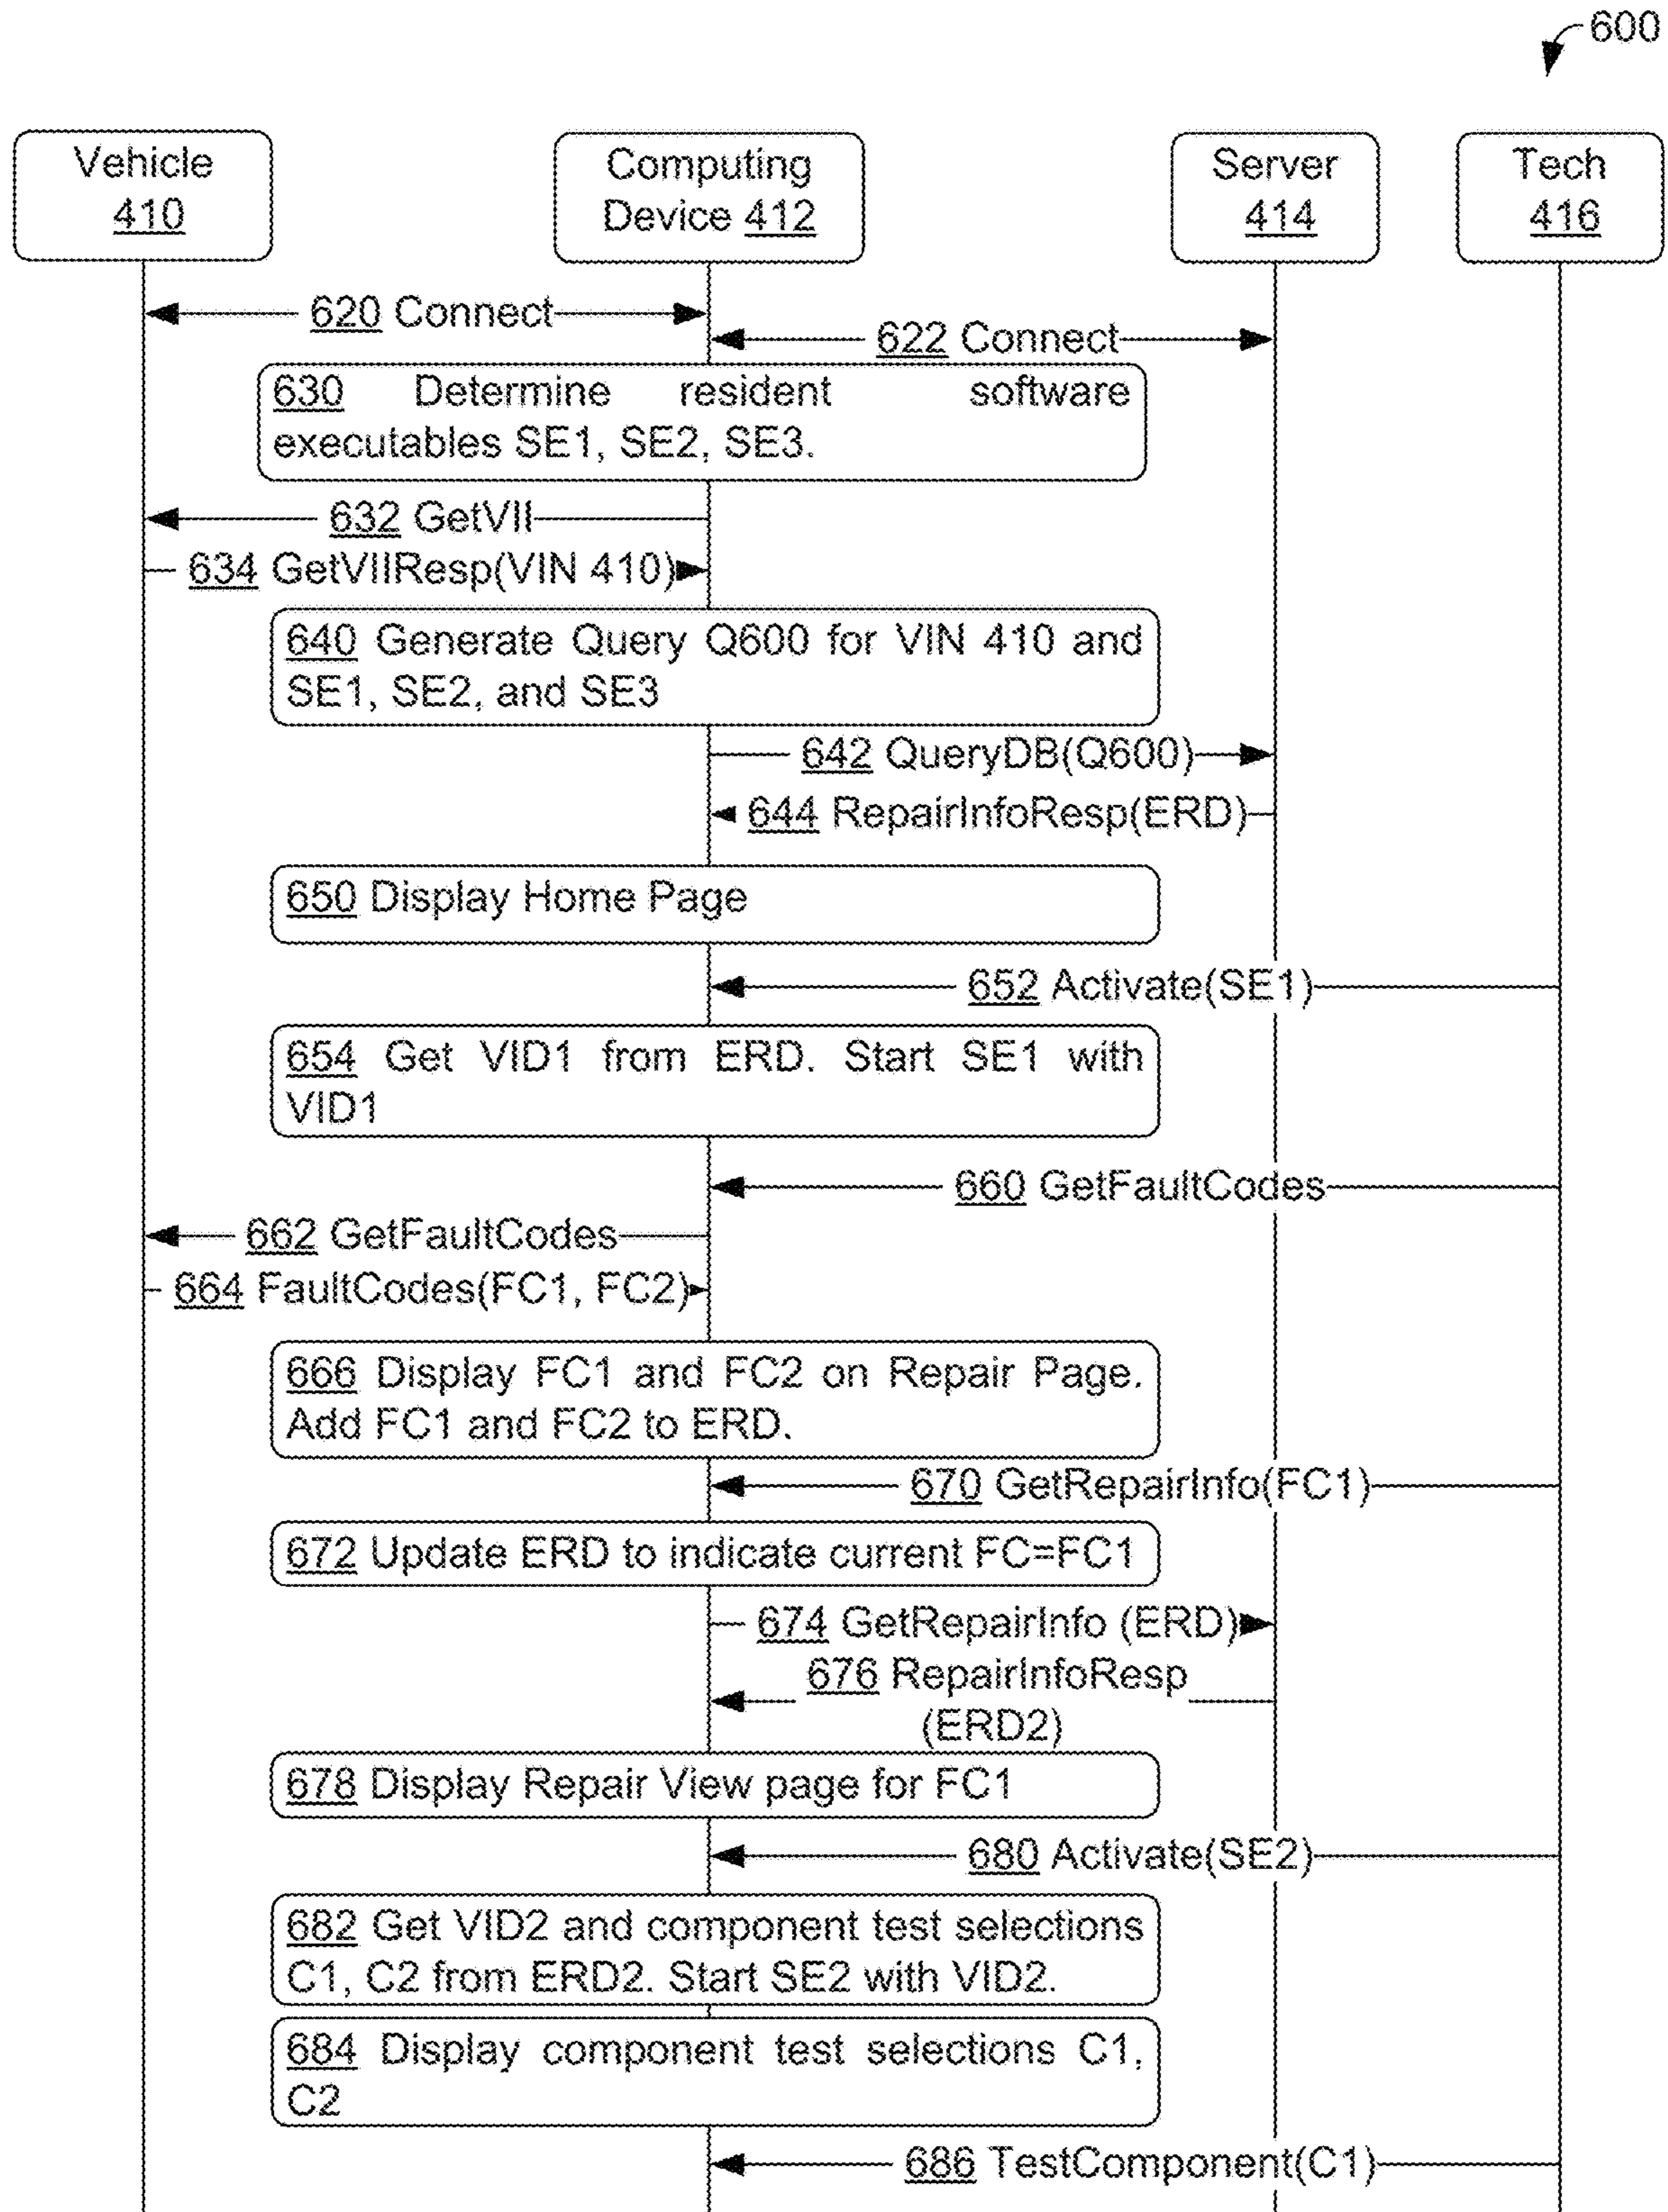 600
Vehicle
410
Computing
Device 412
Server
414
Tech
416
620 Connect
622 Connect
630 Determine resident software
executables SE1, SE2, SE3.
632 GetVII
634 GetVIIResp(VIN 410)
640 Generate Query Q600 for VIN 410 and
SE1, SE2, and SE3
642 QueryDB(Q600)
644 RepairInfoResp(ERD)
650 Display Home Page
652 Activate(SE1)
654 Get VID1 from ERD. Start SE1 with
VID1
660 GetFaultCodes
662 GetFaultCodes
664 FaultCodes(FC1, FC2)
666 Display FC1 and FC2 on Repair Page.
Add FC1 and FC2 to ERD.
670 GetRepairInfo(FC1)
672 Update ERD to indicate current FC=FC1
674 GetRepairInfo (ERD)
676 RepairInfoResp
(ERD2)
678 Display Repair View page for FC1
680 Activate(SE2)
682 Get VID2 and component test selections
C1, C2 from ERD2. Start SE2 with VID2.
684 Display component test selections C1,
C2
686 TestComponent(C1)